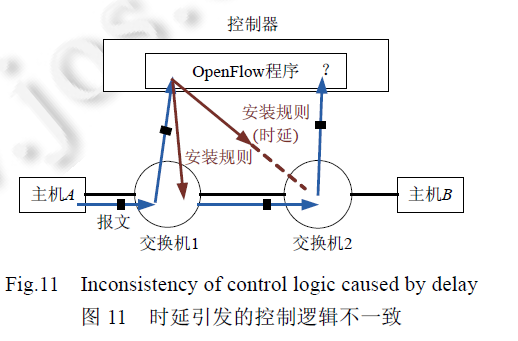 控制器
OpenFlow程序 ?
安装规则
(时延)
安装规则
主机A
主机B
报文
交换机1
交换机2
.jos.
Fig.11 Inconsistency of control logic caused by delay
图 11 时延引发的控制逻辑不一致